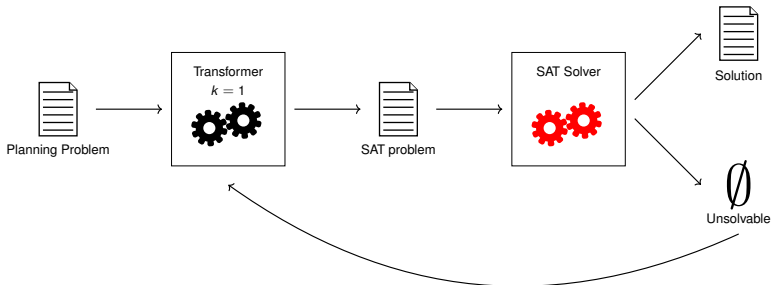 Planning Problem
Transformer
k = 1
SAT problem
SAT Solver
Solution
∅
Unsolvable